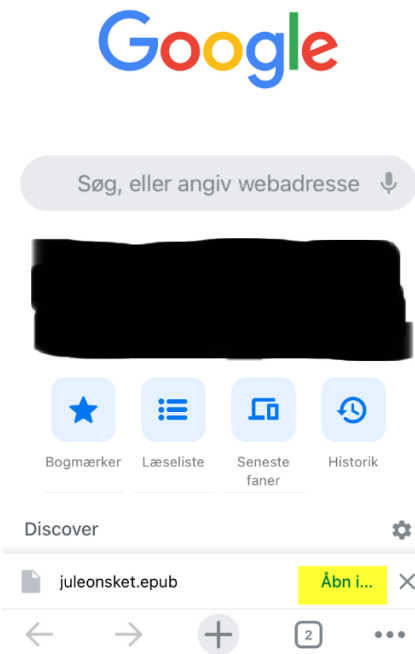 Google
Søg, eller angiv webadresse
Bogmærker
Læseliste
Seneste
faner
Historik
Discover
juleonsket.epub
Åbn i...
2